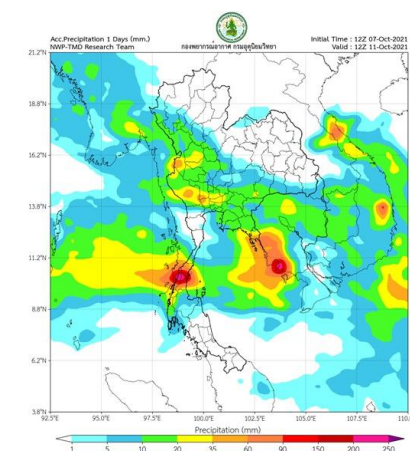 Acc.Precipitation 1 Days (mm.)
NWP-TMD Research Team
กองพยากรณ์อากาศ กรมอุตุนิยมวิทยา
Initial Time : 12Z 07-Oct-2021
Valid : 12Z 11-Oct-2021
21.2°N
18.8°N
16.2°N
13.8°N
11.2°N
8.8°N
6.2°N
3.8°N
92.5°E 95.0°E 97.5°E 100.0°E 102.5°E 105.0°E 107.5°E 110.
Precipitation (mm)
1 5 10 20 35 60 90 150 200 250